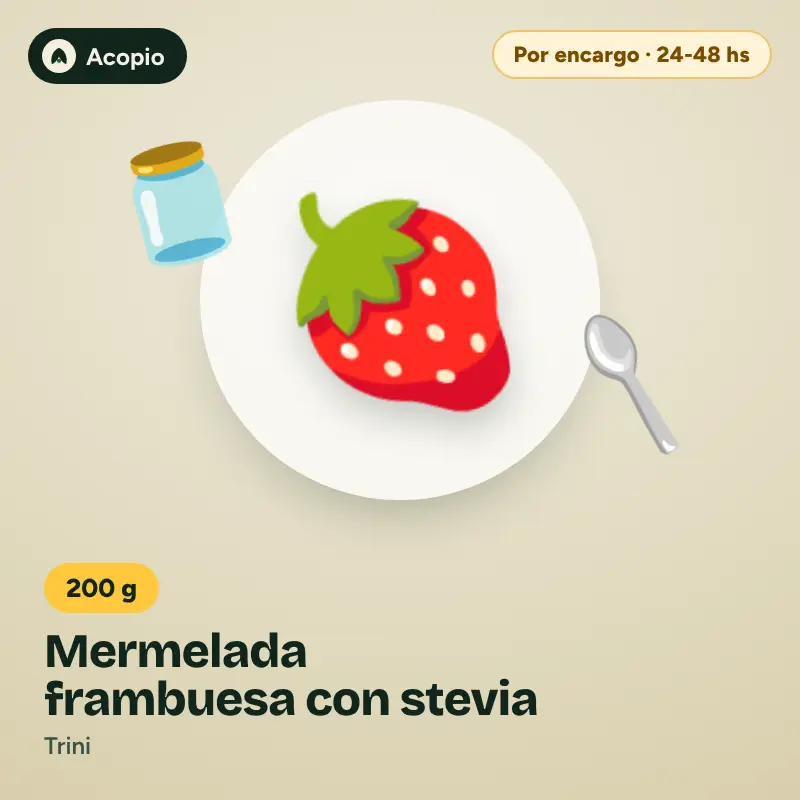 Acopio
Por encargo · 24-48 hs
200 g
Mermelada
frambuesa con stevia
Trini